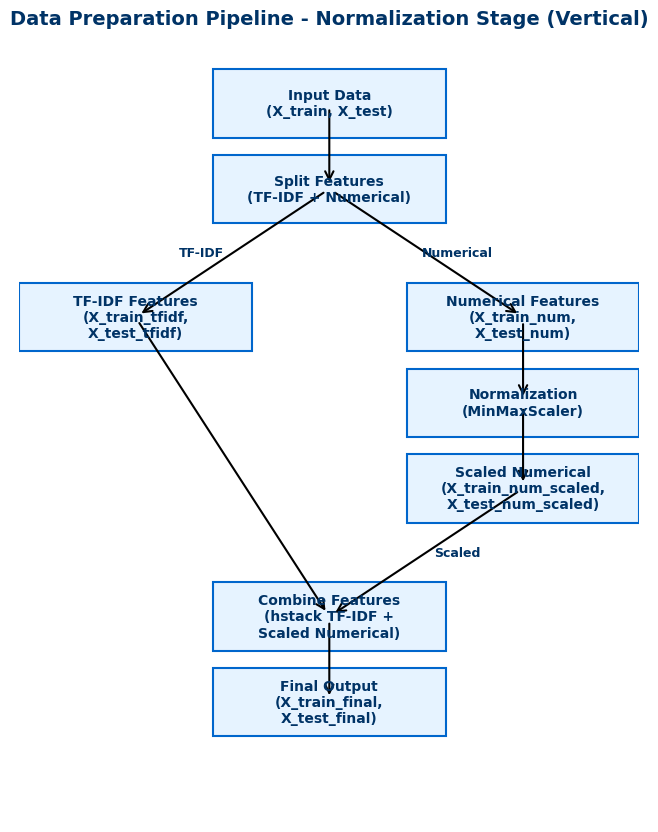 Data Preparation Pipeline - Normalization Stage (Vertical)
Input Data
(X_train, X_test)
Split Features
(TF-IDF + Numerical)
TF-IDF
Numerical
TF-IDF Features
(X_train_tfidf,
X_test_tfidf)
Numerical Features
(X_train_num,
X_test_num)
Normalization
(MinMaxScaler)
Scaled Numerical
(X_train_num_scaled,
X_test_num_scaled)
Scaled
Combine Features
(hstack TF-IDF +
Scaled Numerical)
Final Output
(X_train_final,
X_test_final)